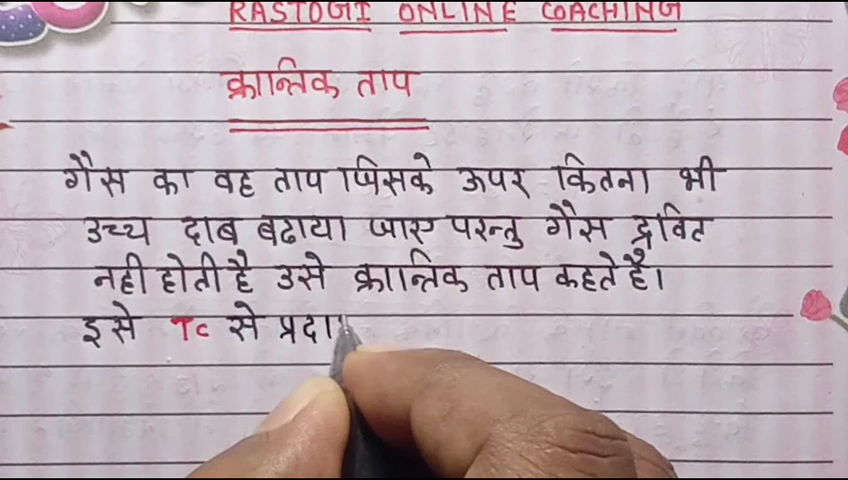 RASTOGI ONLINE COACHING
क्रान्तिक ताप
गैस का वह ताप जिसके ऊपर कितना भी
उच्च दाब बढाया जाए परन्तु गैस द्रवित
नही होती है उसे क्रान्तिक ताप कहते है।
इसे Tc से